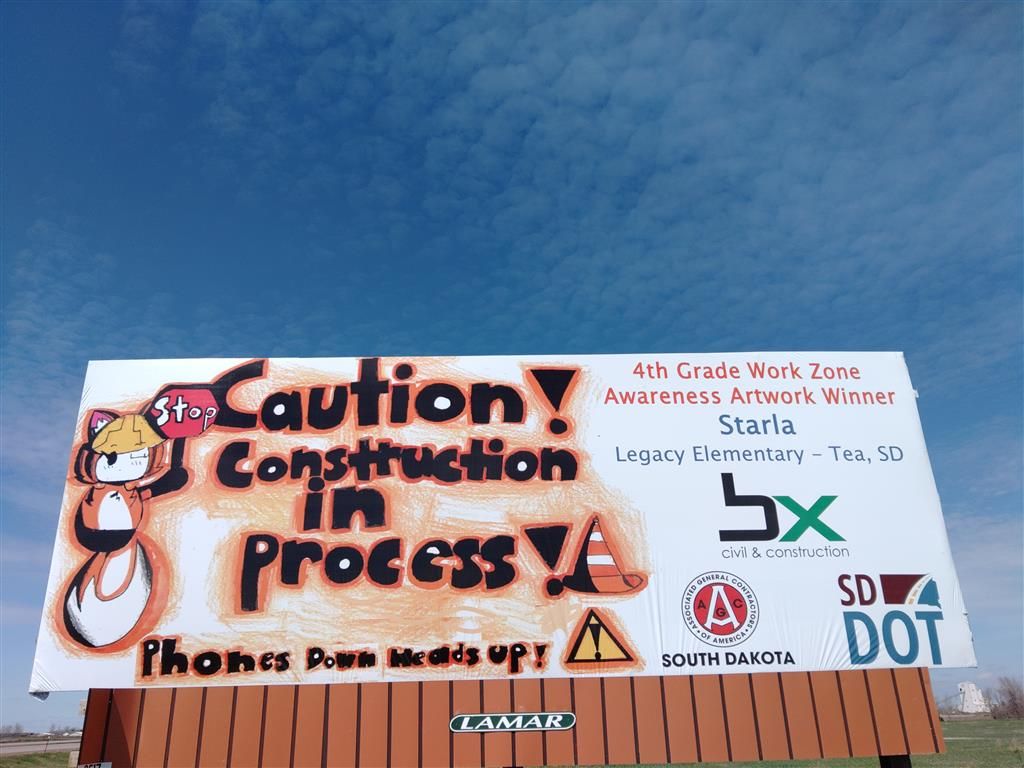 Stop
Caution!
Construction
in
Process!
Phones Down Heads up!
4th Grade Work Zone
Awareness Artwork Winner
Starla
Legacy Elementary – Tea, SD
bx
civil & construction
ASSOCIATED GENERAL CONTRACTORS
OF AMERICA
AGC
SOUTH DAKOTA
SD
DOT
LAMAR